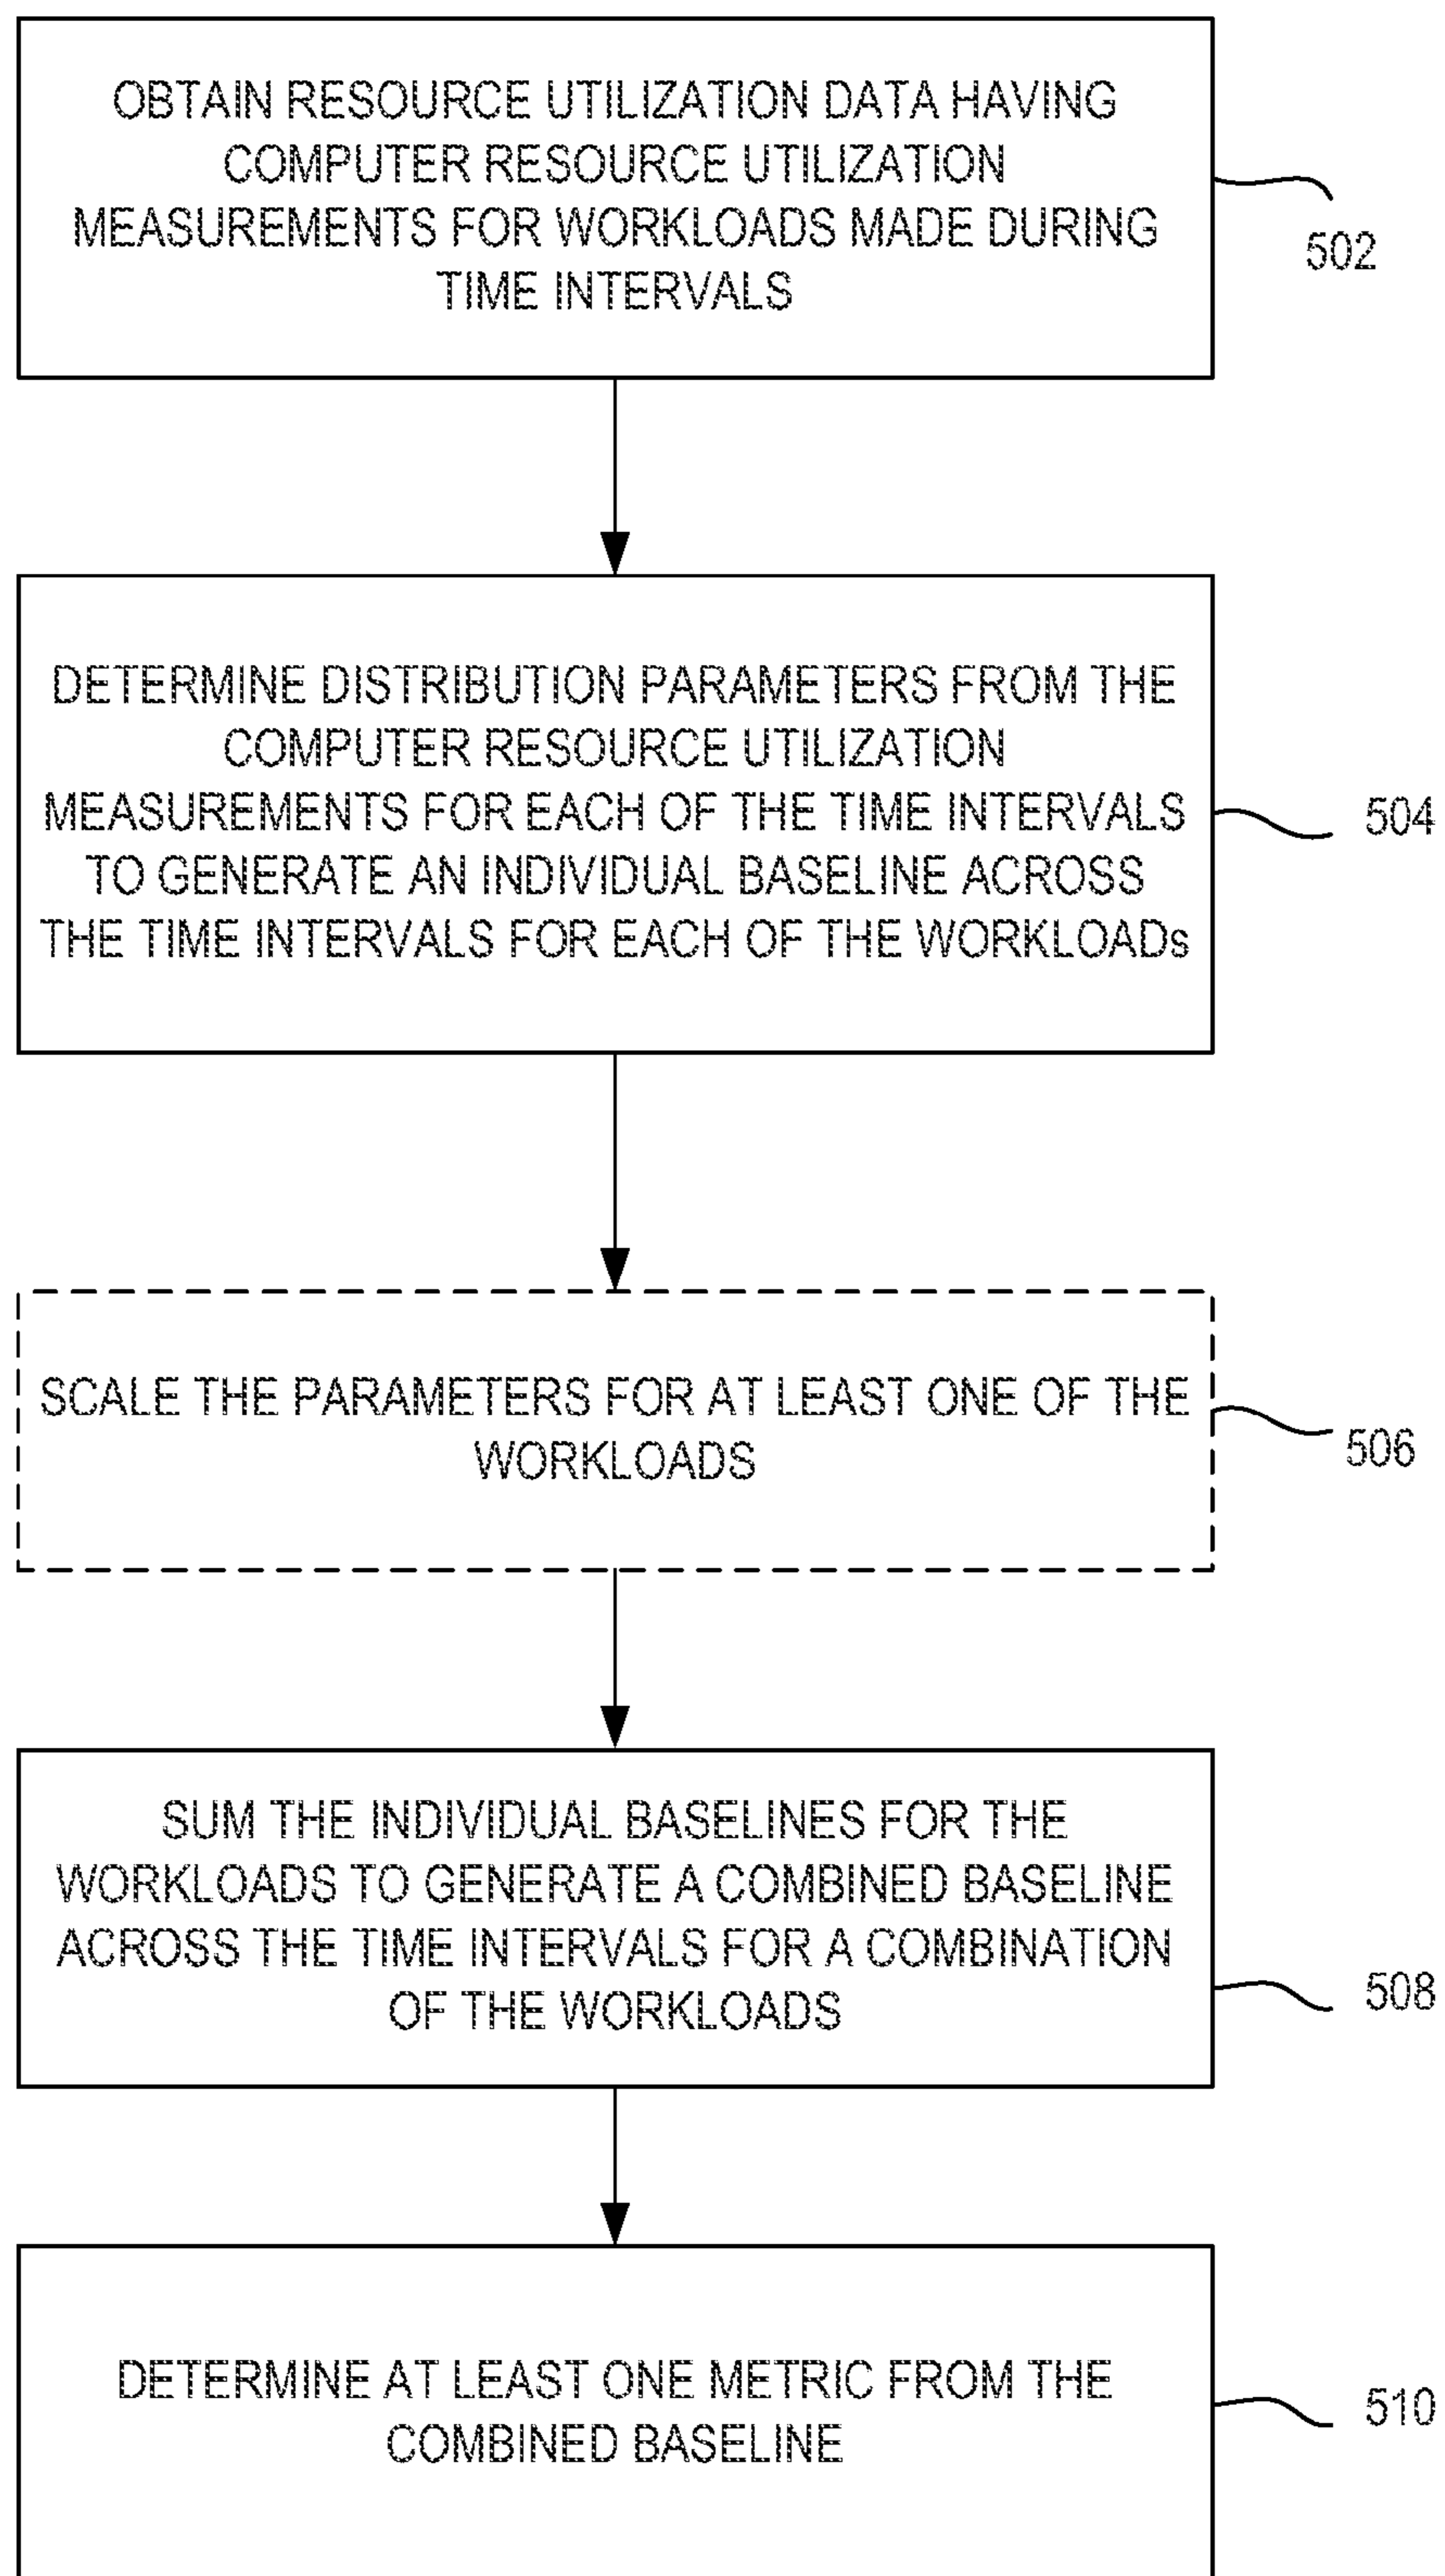 OBTAIN RESOURCE UTILIZATION DATA HAVING
COMPUTER RESOURCE UTILIZATION
MEASUREMENTS FOR WORKLOADS MADE DURING
TIME INTERVALS
502
DETERMINE DISTRIBUTION PARAMETERS FROM THE
COMPUTER RESOURCE UTILIZATION
MEASUREMENTS FOR EACH OF THE TIME INTERVALS
TO GENERATE AN INDIVIDUAL BASELINE ACROSS
THE TIME INTERVALS FOR EACH OF THE WORKLOADs
504
SCALE THE PARAMETERS FOR AT LEAST ONE OF THE
WORKLOADS
506
SUM THE INDIVIDUAL BASELINES FOR THE
WORKLOADS TO GENERATE A COMBINED BASELINE
ACROSS THE TIME INTERVALS FOR A COMBINATION
OF THE WORKLOADS
508
DETERMINE AT LEAST ONE METRIC FROM THE
COMBINED BASELINE
510